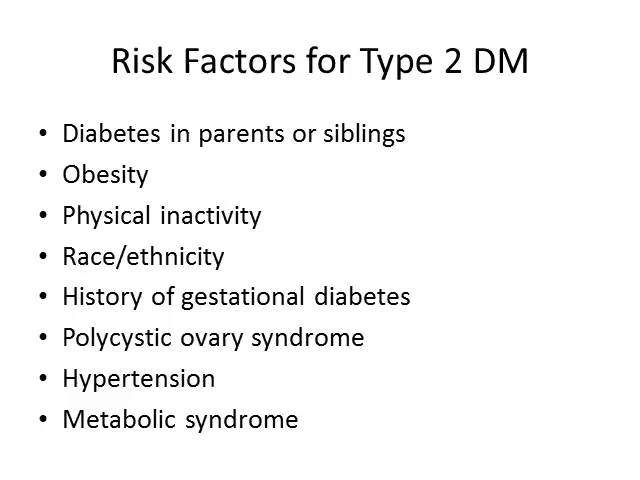 Risk Factors for Type 2 DM
• Diabetes in parents or siblings
• Obesity
• Physical inactivity
• Race/ethnicity
• History of gestational diabetes
• Polycystic ovary syndrome
• Hypertension
• Metabolic syndrome